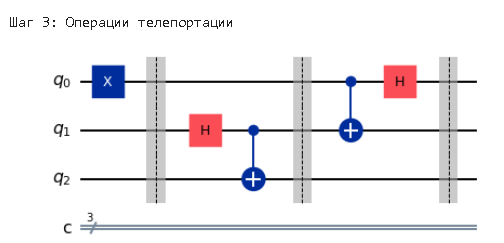 Шаг 3: Операции телепортации
q0 X H
q1 H
q2
c 3